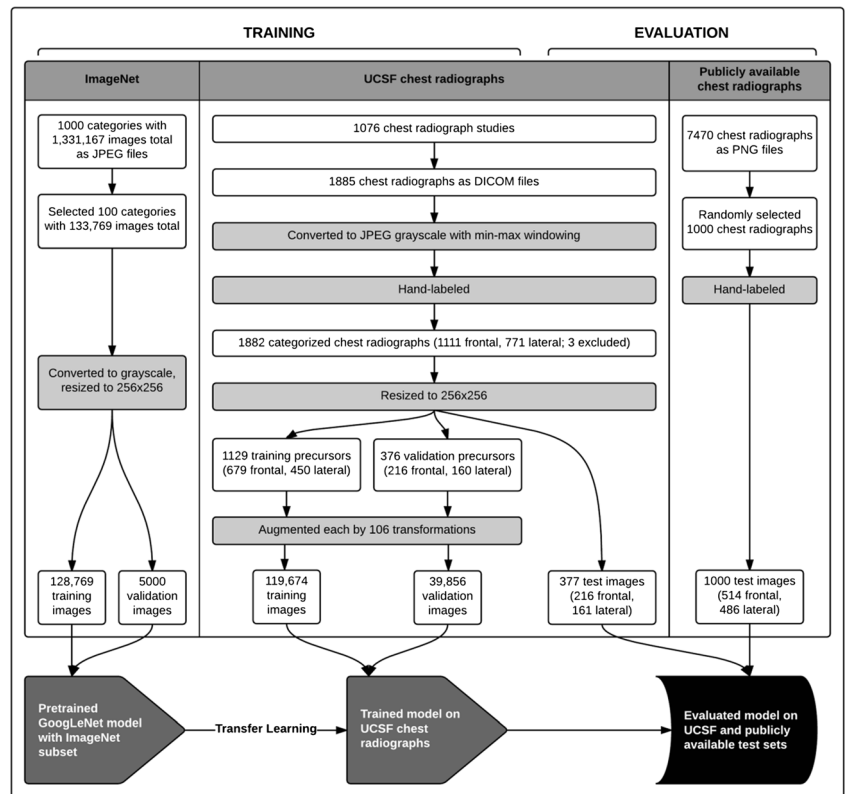 TRAINING
EVALUATION
ImageNet
UCSF chest radiographs
Publicly available
chest radiographs
1000 categories with
1,331,167 images total
as JPEG files
Selected 100 categories
with 133,769 images total
Converted to grayscale,
resized to 256x256
128,769
training
images
5000
validation
images
1076 chest radiograph studies
1885 chest radiographs as DICOM files
Converted to JPEG grayscale with min-max windowing
Hand-labeled
1882 categorized chest radiographs (1111 frontal, 771 lateral; 3 excluded)
Resized to 256x256
1129 training precursors
(679 frontal, 450 lateral)
376 validation precursors
(216 frontal, 160 lateral)
Augmented each by 106 transformations
119,674
training
images
39,856
validation
images
377 test images
(216 frontal,
161 lateral)
7470 chest radiographs
as PNG files
Randomly selected
1000 chest radiographs
Hand-labeled
1000 test images
(514 frontal,
486 lateral)
Pretrained
GoogLeNet model
with ImageNet
subset
Transfer Learning
Trained model on
UCSF chest
radiographs
Evaluated model on
UCSF and publicly
available test sets